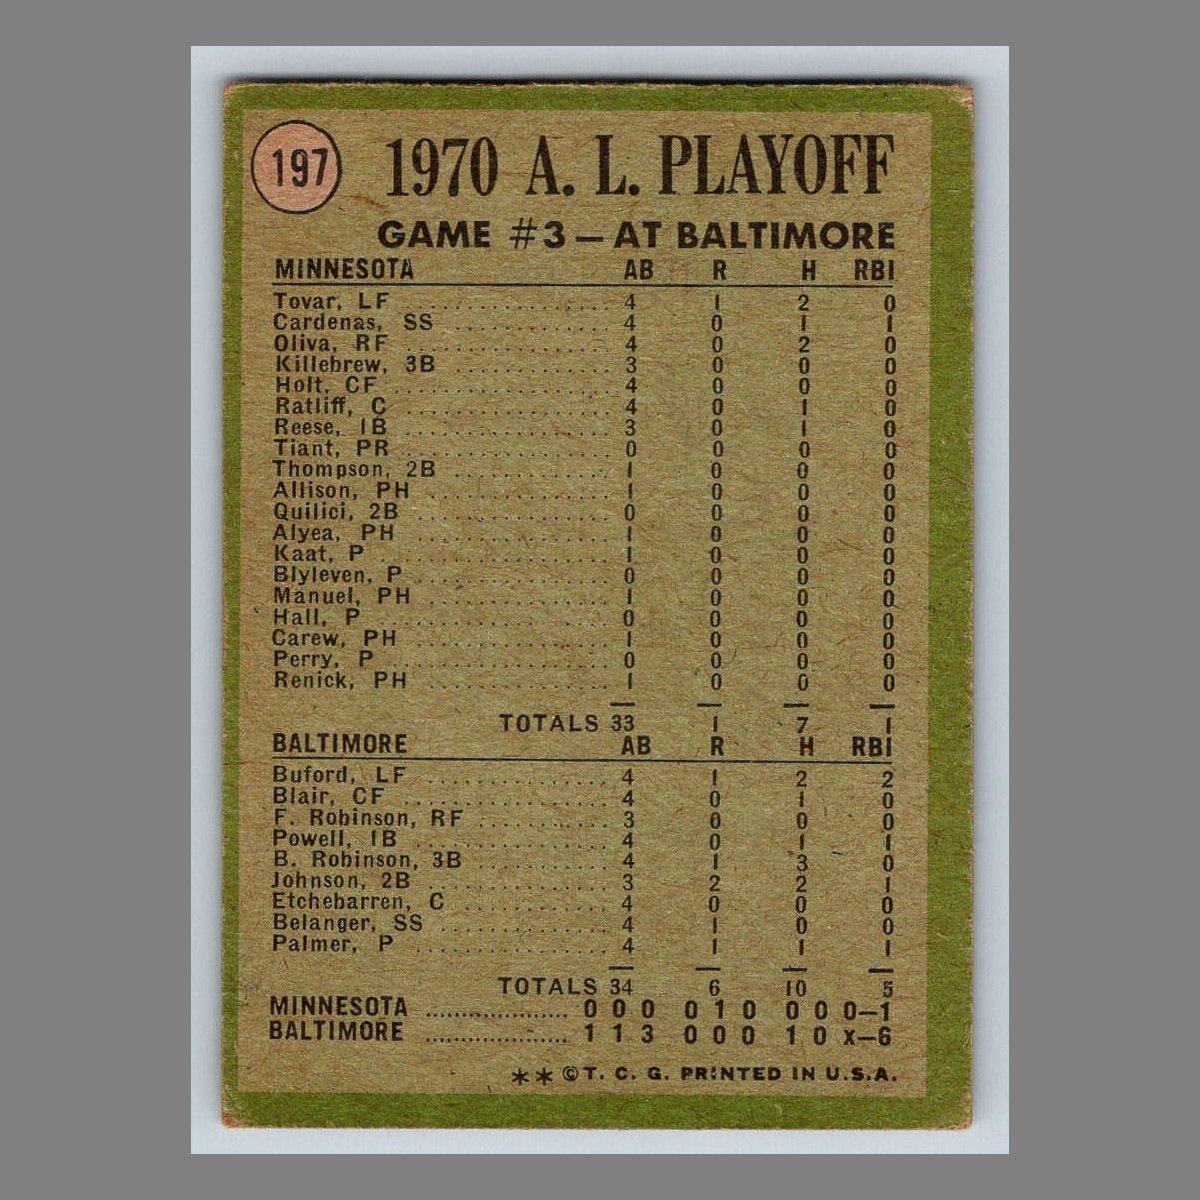 197
1970 A. L. PLAYOFF
GAME #3 — AT BALTIMORE
MINNESOTA AB R H RBI
Tovar, LF .................... 4 1 2 0
Cardenas, SS ............... 4 0 1 1
Oliva, RF .................... 4 0 2 0
Killebrew, 3B .............. 3 0 0 0
Holt, CF ..................... 4 0 0 0
Ratliff, C .................... 4 0 1 0
Reese, 1B .................... 3 0 1 0
Tiant, PR .................... 0 0 0 0
Thompson, 2B ............... 1 0 0 0
Allison, PH .................. 1 0 0 0
Quilici, 2B ................... 0 0 0 0
Alyea, PH ................... 1 0 0 0
Kaat, P ...................... 1 0 0 0
Blyleven, P .................. 0 0 0 0
Manuel, PH .................. 1 0 0 0
Hall, P ....................... 0 0 0 0
Carew, PH ................... 1 0 0 0
Perry, P ..................... 0 0 0 0
Renick, PH .................. 1 0 0 0
TOTALS 33 1 7 1
BALTIMORE AB R H RBI
Buford, LF .................. 4 1 2 2
Blair, CF .................... 4 0 1 0
F. Robinson, RF ............ 3 0 0 0
Powell, 1B ................... 4 0 1 1
B. Robinson, 3B ............ 4 1 3 0
Johnson, 2B ................. 3 2 2 1
Etchebarren, C ............. 4 0 0 0
Belanger, SS ................ 4 1 0 0
Palmer, P .................... 4 1 1 1
TOTALS 34 6 10 5
MINNESOTA .................... 0 0 0 0 1 0 0 0 0—1
BALTIMORE .................... 1 1 3 0 0 0 1 0 x—6
** © T. C. G. PRINTED IN U.S.A.